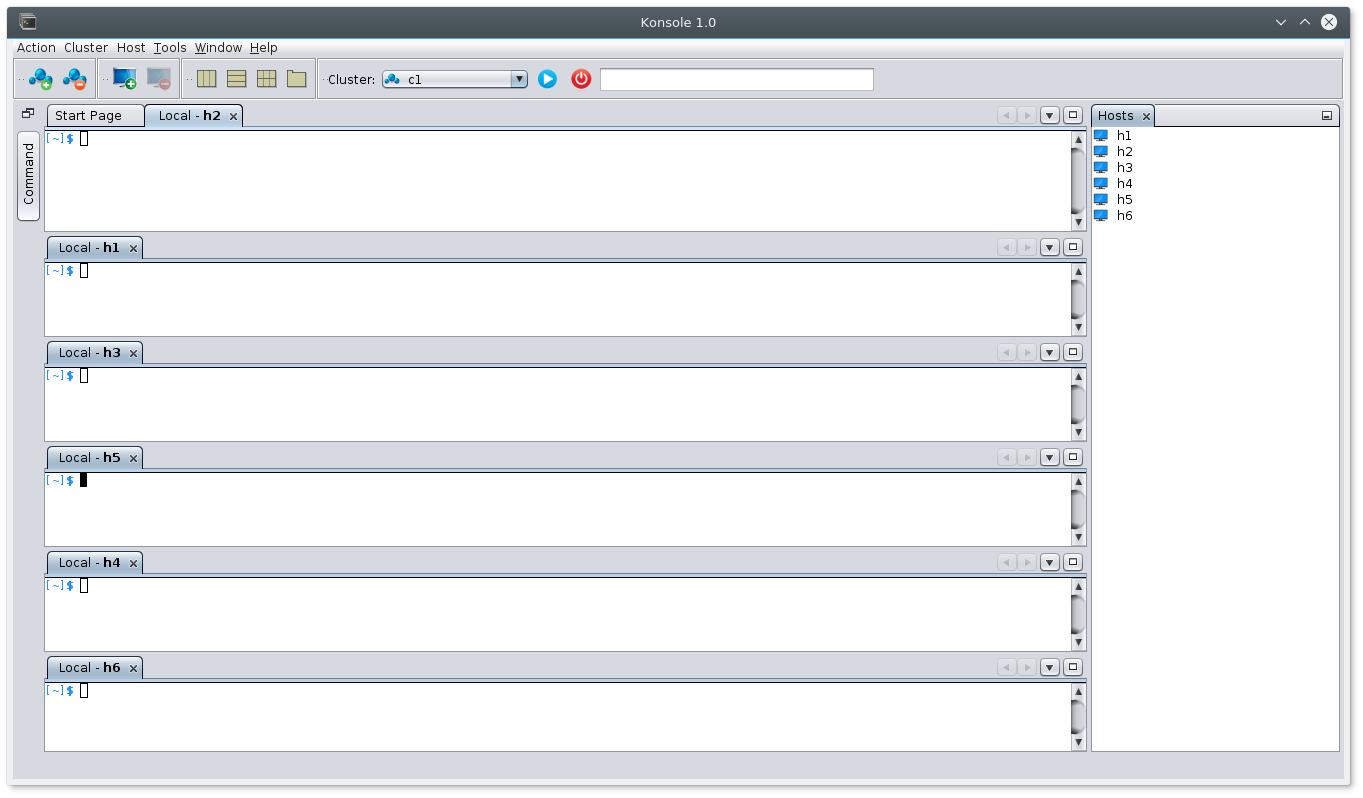 Konsole 1.0
Action Cluster Host Tools Window Help
Cluster: c1
Start Page Local - h2
Hosts
[~]$
h1
h2
h3
h4
h5
h6
Command
Local - h1
[~]$
Local - h3
[~]$
Local - h5
[~]$
Local - h4
[~]$
Local - h6
[~]$